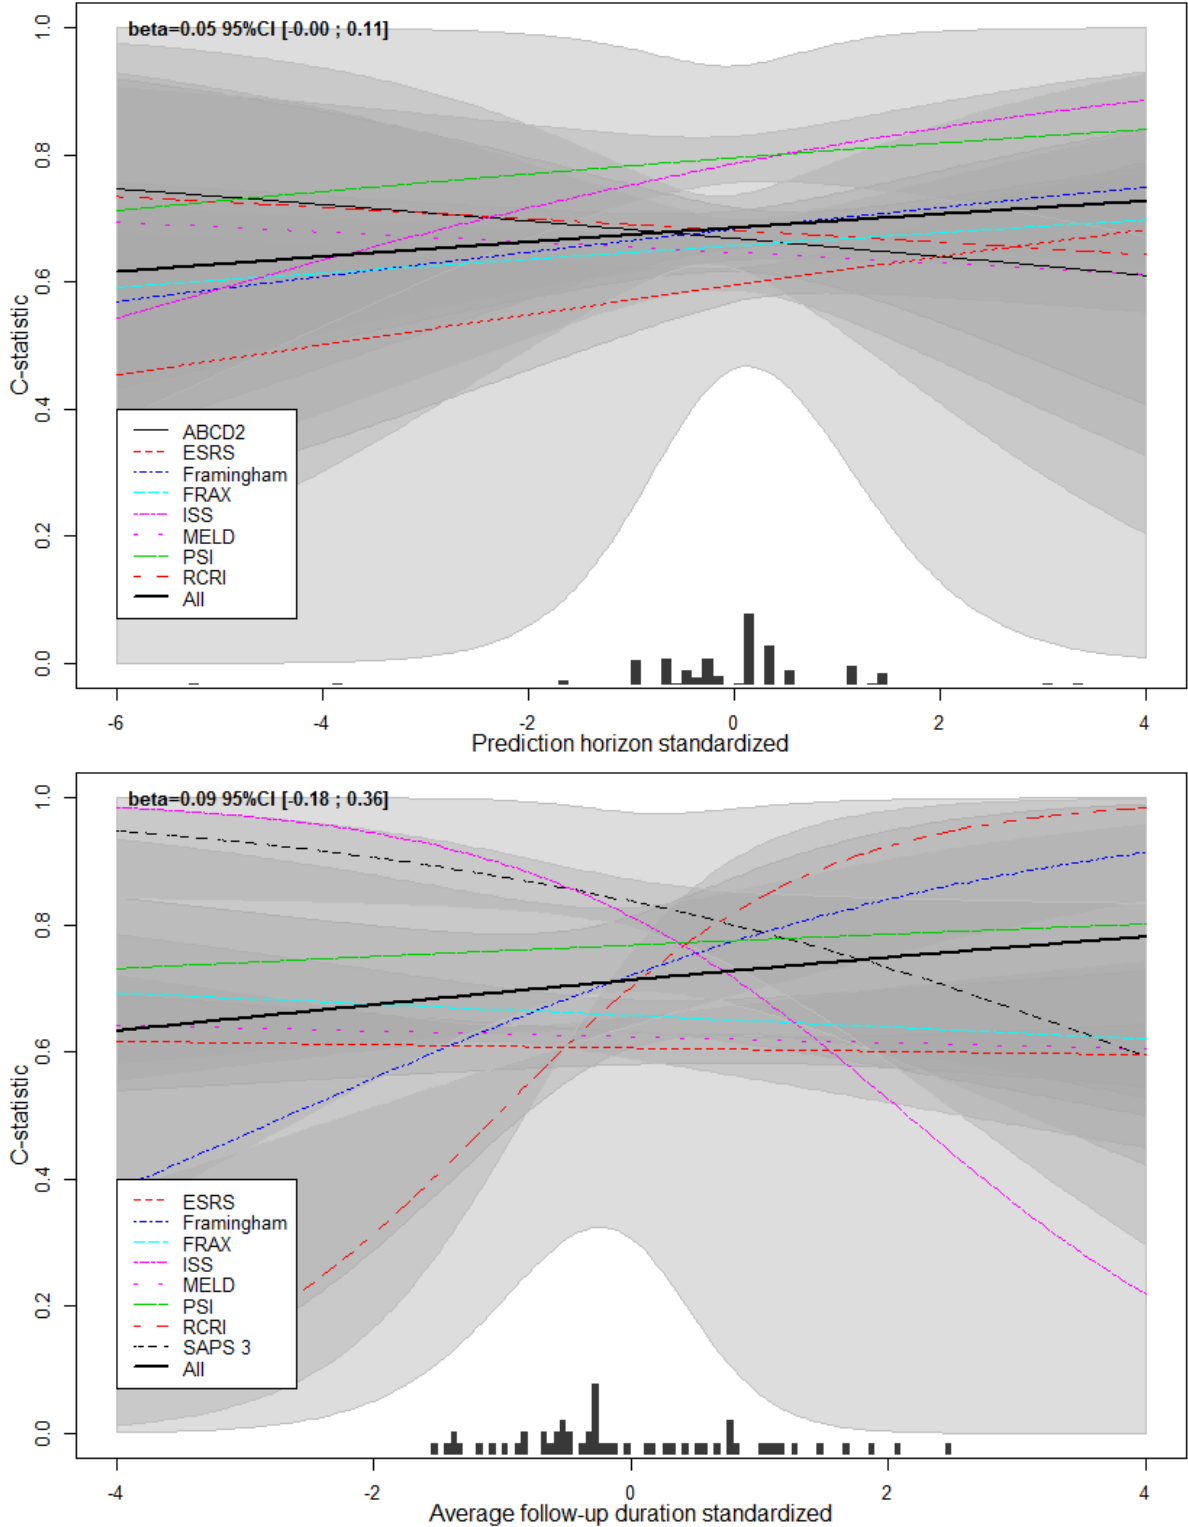 beta=0.05 95%CI [-0.00 ; 0.11]
1.0
0.8
0.6
0.4
0.2
0.0
C-statistic
ABCD2
ESRS
Framingham
FRAX
ISS
MELD
PSI
RCRI
All
-6 -4 -2 0 2 4
Prediction horizon standardized
beta=0.09 95%CI [-0.18 ; 0.36]
1.0
0.8
0.6
0.4
0.2
0.0
C-statistic
ESRS
Framingham
FRAX
ISS
MELD
PSI
RCRI
SAPS 3
All
-4 -2 0 2 4
Average follow-up duration standardized